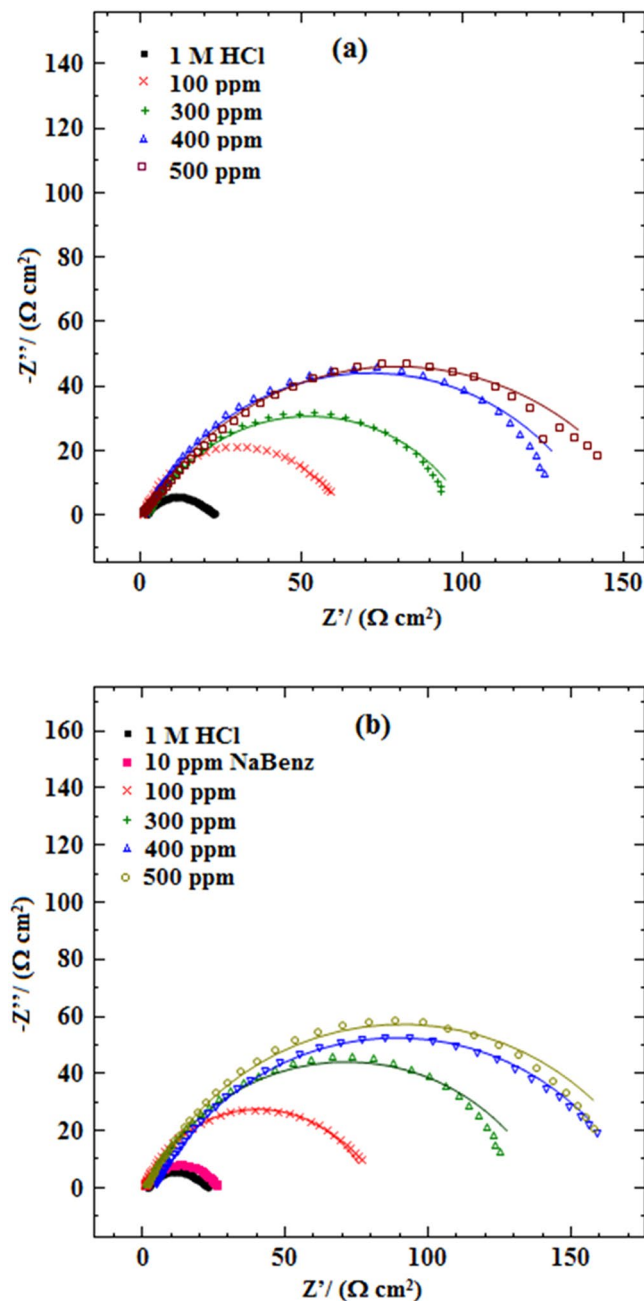 (a)
1 M HCl
100 ppm
300 ppm
400 ppm
500 ppm
140
120
100
80
60
40
20
0
-Z’’/ (Ω cm²)
0 50 100 150
Z’/ (Ω cm²)
(b)
1 M HCl
10 ppm NaBenz
100 ppm
300 ppm
400 ppm
500 ppm
160
140
120
100
80
60
40
20
0
-Z’’/ (Ω cm²)
0 50 100 150
Z’/ (Ω cm²)